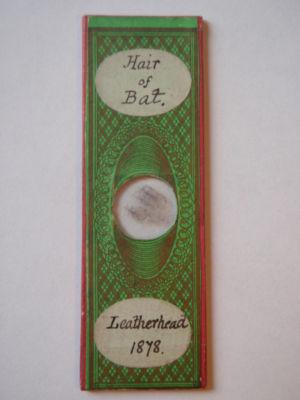 Hair
of
Bat.
Leatherhead
1878.